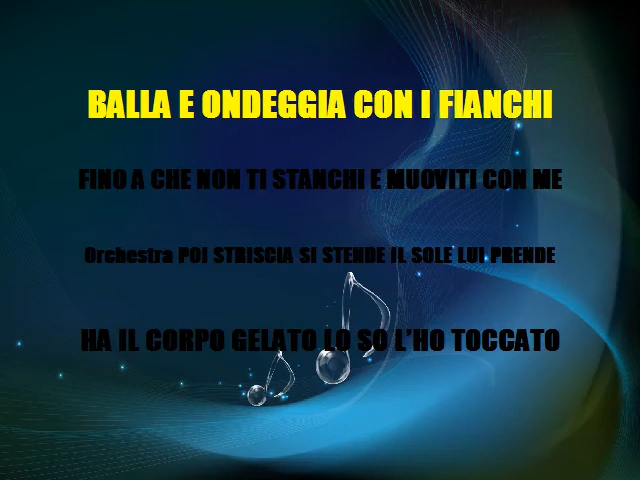 BALLA E ONDEGGIA CON I FIANCHI
FINO A CHE NON TI STANCHI E MUOVITI CON ME
Orchestra POI STRISCIA SI STENDE IL SOLE LUI PRENDE
HA IL CORPO GELATO LO SO L'HO TOCCATO